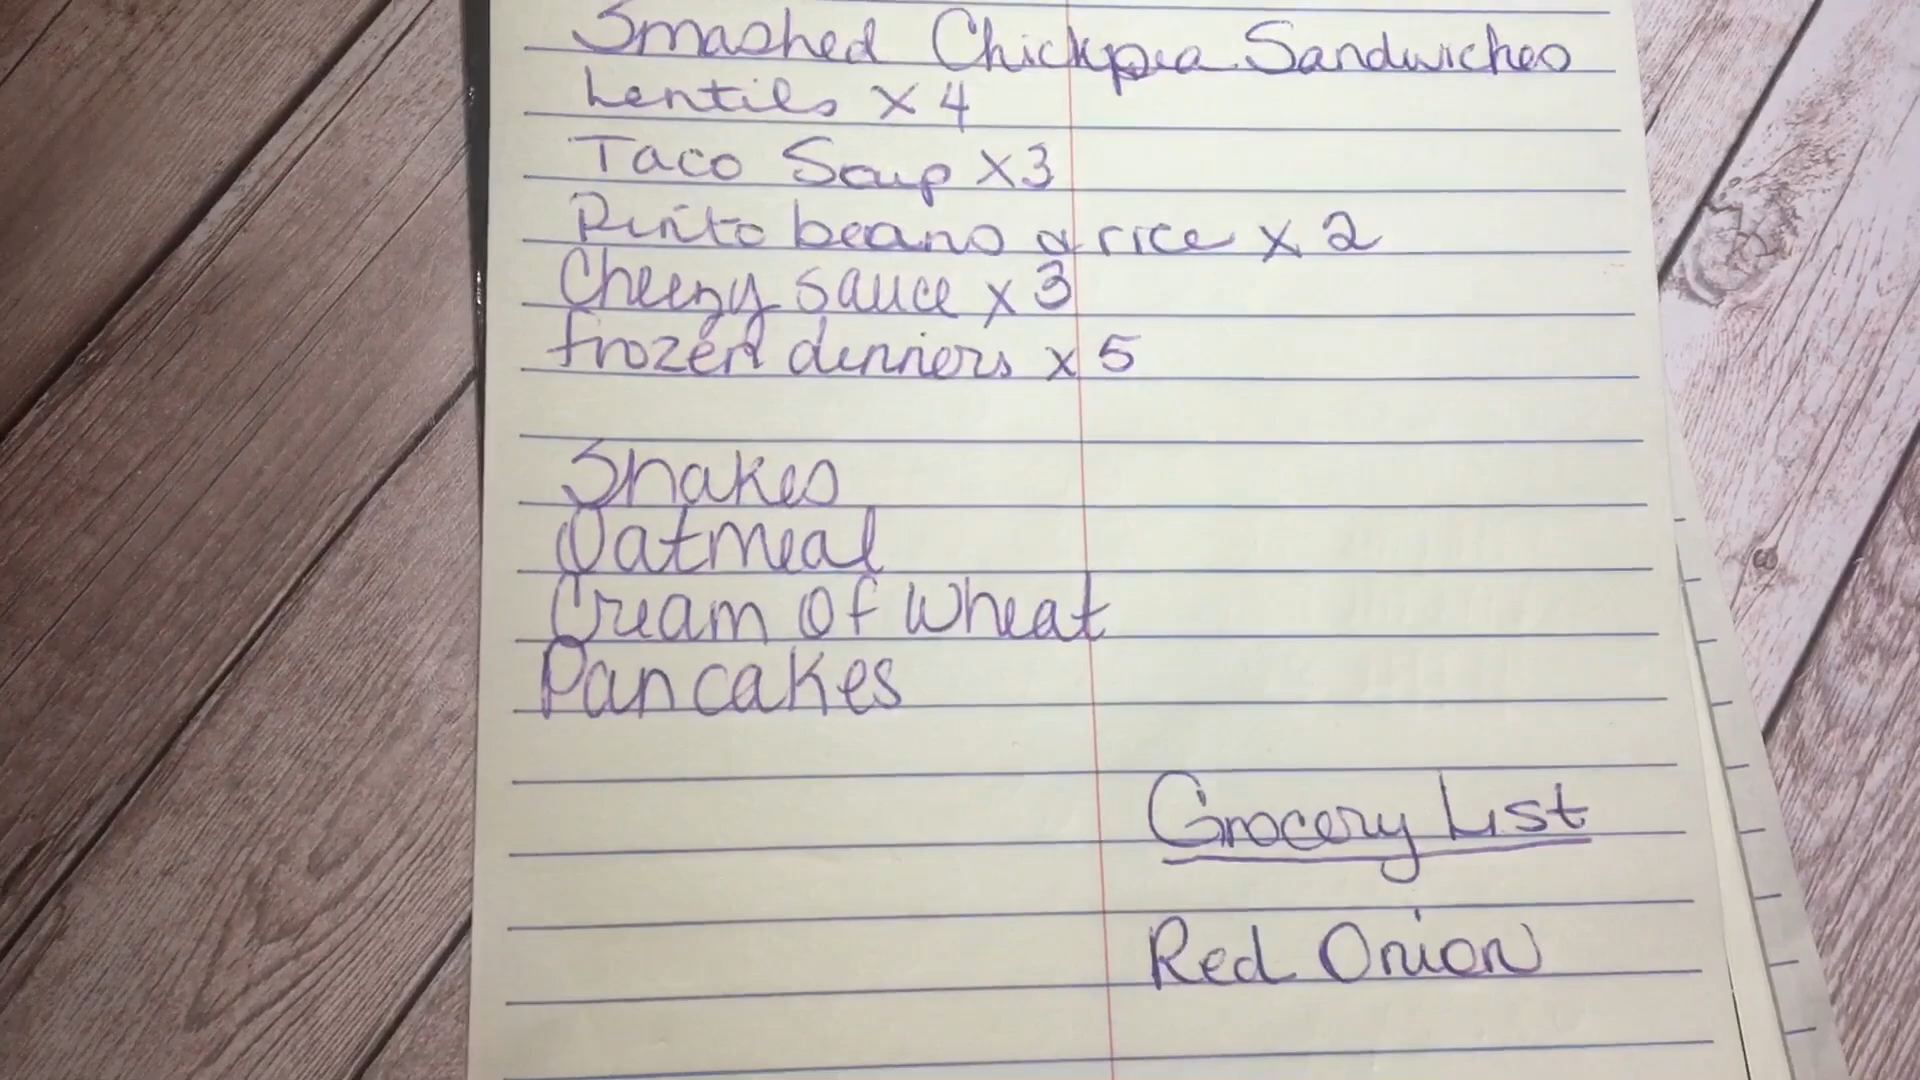 Smashed Chickpea Sandwiches
Lentils x 4
Taco Soup x3
Pinto beans & rice x 2
Cheezy sauce x 3
frozen dinners x 5
Shakes
Oatmeal
Cream Of Wheat
Pancakes
Grocery List
Red Onion